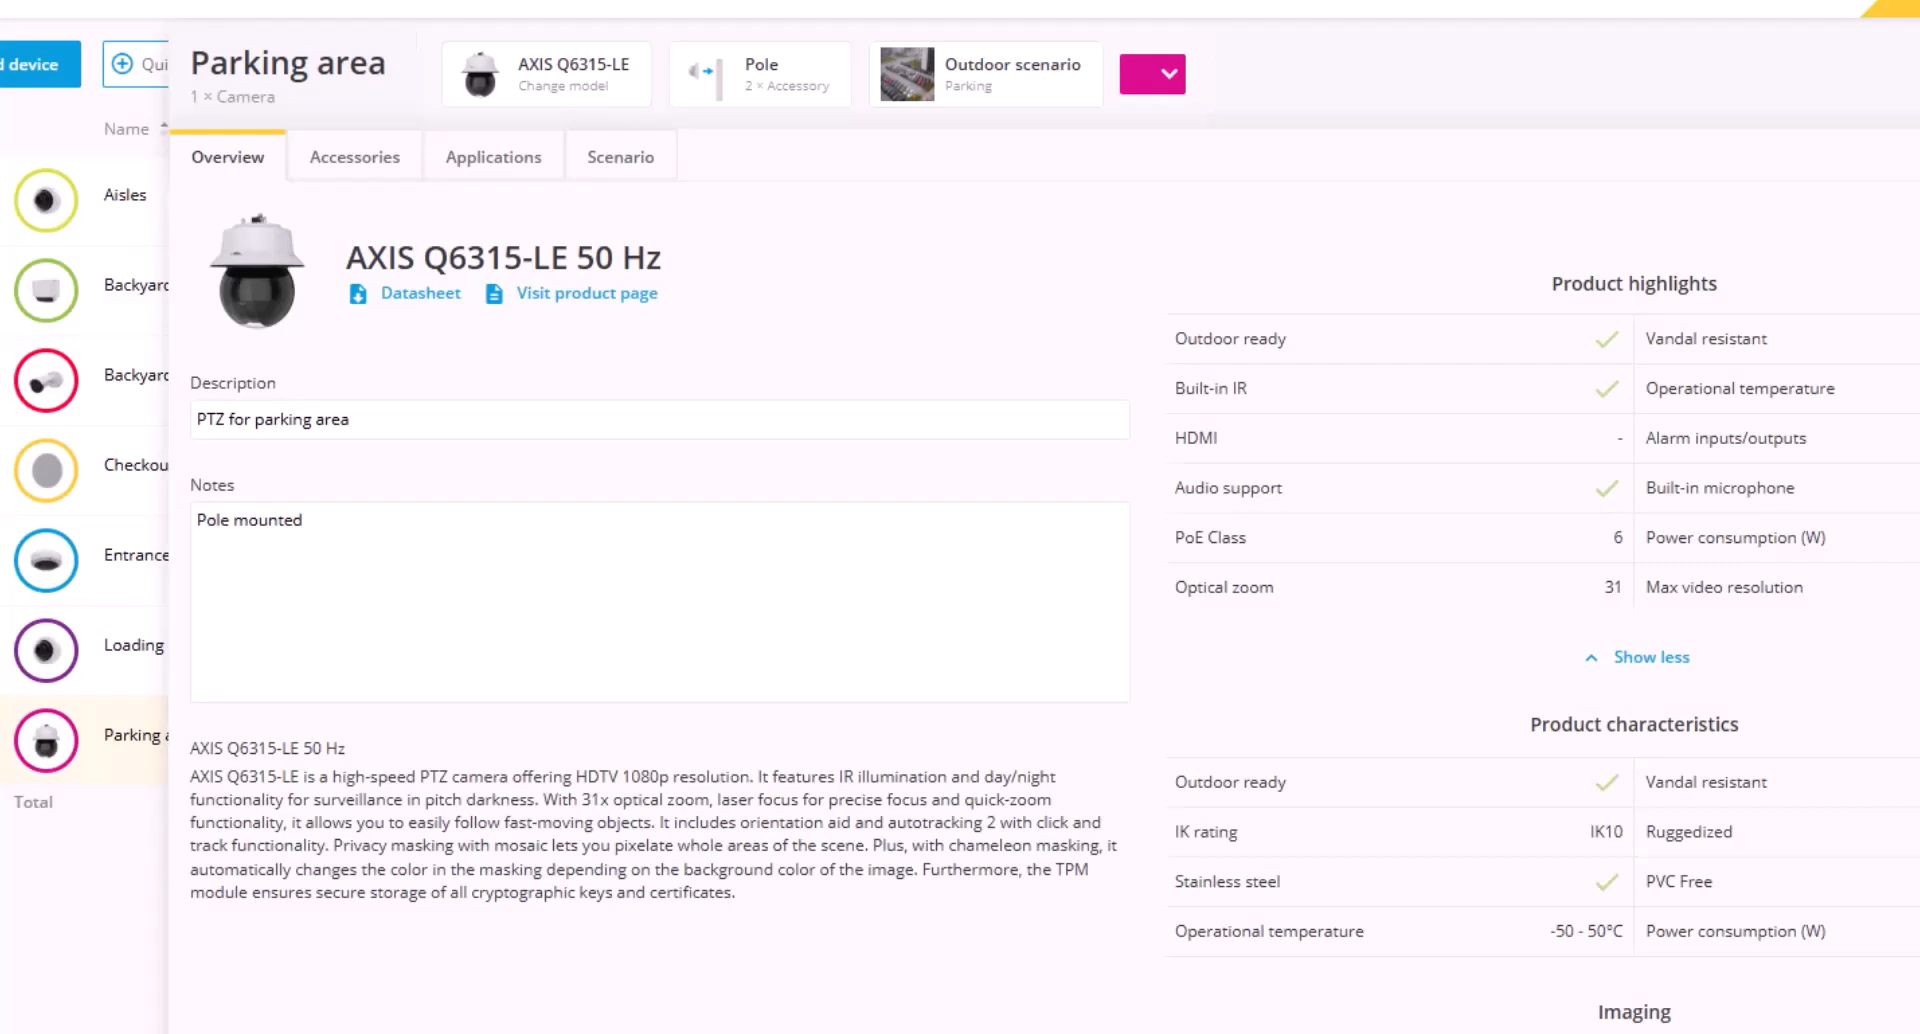 d device
Qui
Name
Aisles
Backyard
Backyard
Checkou
Entrance
Loading
Parking a
Total
Parking area
1 × Camera
AXIS Q6315-LE
Change model
Pole
2 × Accessory
Outdoor scenario
Parking
Overview
Accessories
Applications
Scenario
AXIS Q6315-LE 50 Hz
Datasheet
Visit product page
Description
PTZ for parking area
Notes
Pole mounted
AXIS Q6315-LE 50 Hz
AXIS Q6315-LE is a high-speed PTZ camera offering HDTV 1080p resolution. It features IR illumination and day/night
functionality for surveillance in pitch darkness. With 31x optical zoom, laser focus for precise focus and quick-zoom
functionality, it allows you to easily follow fast-moving objects. It includes orientation aid and autotracking 2 with click and
track functionality. Privacy masking with mosaic lets you pixelate whole areas of the scene. Plus, with chameleon masking, it
automatically changes the color in the masking depending on the background color of the image. Furthermore, the TPM
module ensures secure storage of all cryptographic keys and certificates.
Product highlights
Outdoor ready
Vandal resistant
Built-in IR
Operational temperature
HDMI -
Alarm inputs/outputs
Audio support
Built-in microphone
PoE Class 6
Power consumption (W)
Optical zoom 31
Max video resolution
Show less
Product characteristics
Outdoor ready
Vandal resistant
IK rating IK10
Ruggedized
Stainless steel
PVC Free
Operational temperature -50 - 50°C
Power consumption (W)
Imaging